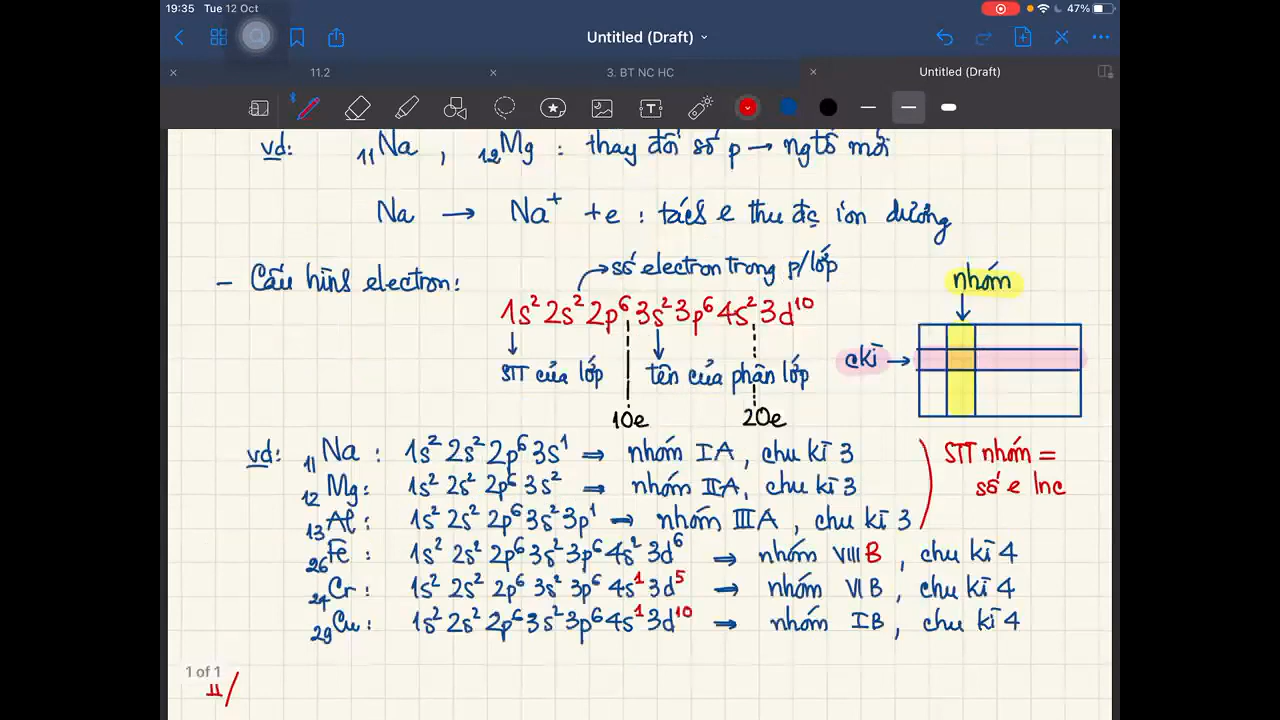 19:35 Tue 12 Oct
47%
Untitled (Draft)
11.2
3. BT NC HC
Untitled (Draft)
vd: ₁₁Na , ₁₂Mg : thay đổi số p → ngtố mới
Na → Na⁺ + e : tách e thu đc ion dương
- Cấu hình electron:
→ số electron trong p/lớp
1s² 2s² 2p⁶ 3s² 3p⁶ 4s² 3d¹⁰
STT của lớp
tên của phân lớp
10e
20e
nhóm
ckì →
vd: ₁₁Na : 1s² 2s² 2p⁶ 3s¹ ⇒ nhóm IA , chu kì 3
₁₂Mg : 1s² 2s² 2p⁶ 3s² ⇒ nhóm IIA , chu kì 3
₁₃Al : 1s² 2s² 2p⁶ 3s² 3p¹ ⇒ nhóm IIIA , chu kì 3
STT nhóm =
số e lnc
₂₆Fe : 1s² 2s² 2p⁶ 3s² 3p⁶ 4s² 3d⁶ ⇒ nhóm VIIIB , chu kì 4
₂₄Cr : 1s² 2s² 2p⁶ 3s² 3p⁶ 4s¹ 3d⁵ ⇒ nhóm VIB , chu kì 4
₂₉Cu : 1s² 2s² 2p⁶ 3s² 3p⁶ 4s¹ 3d¹⁰ ⇒ nhóm IB , chu kì 4
1 of 1
II/